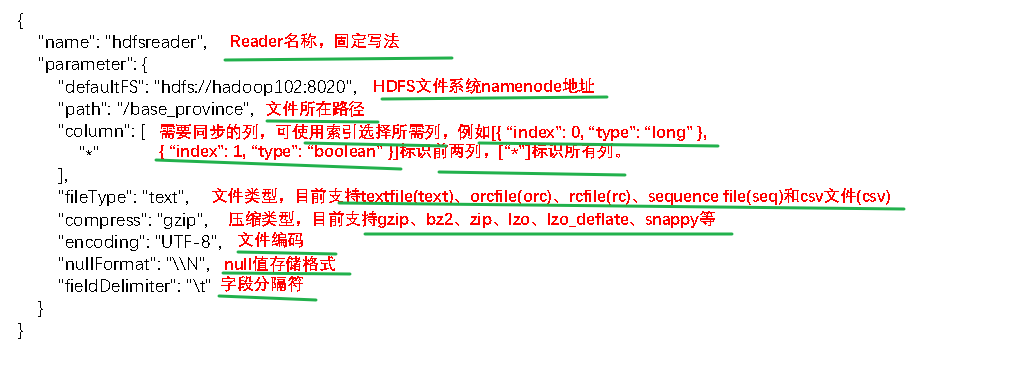 {
"name": "hdfsreader", Reader名称，固定写法
"parameter": {
"defaultFS": "hdfs://hadoop102:8020", HDFS文件系统namenode地址
"path": "/base_province", 文件所在路径
"column": [ 需要同步的列，可使用索引选择所需列，例如[{ “index”: 0, “type”: “long” },
"*" { “index”: 1, “type”: “boolean” }]标识前两列，[“*”]标识所有列。
],
"fileType": "text", 文件类型，目前支持textfile(text)、orcfile(orc)、rcfile(rc)、sequence file(seq)和csv文件(csv)
"compress": "gzip", 压缩类型，目前支持gzip、bz2、zip、lzo、lzo_deflate、snappy等
"encoding": "UTF-8", 文件编码
"nullFormat": "\\N", null值存储格式
"fieldDelimiter": "\t" 字段分隔符
}
}